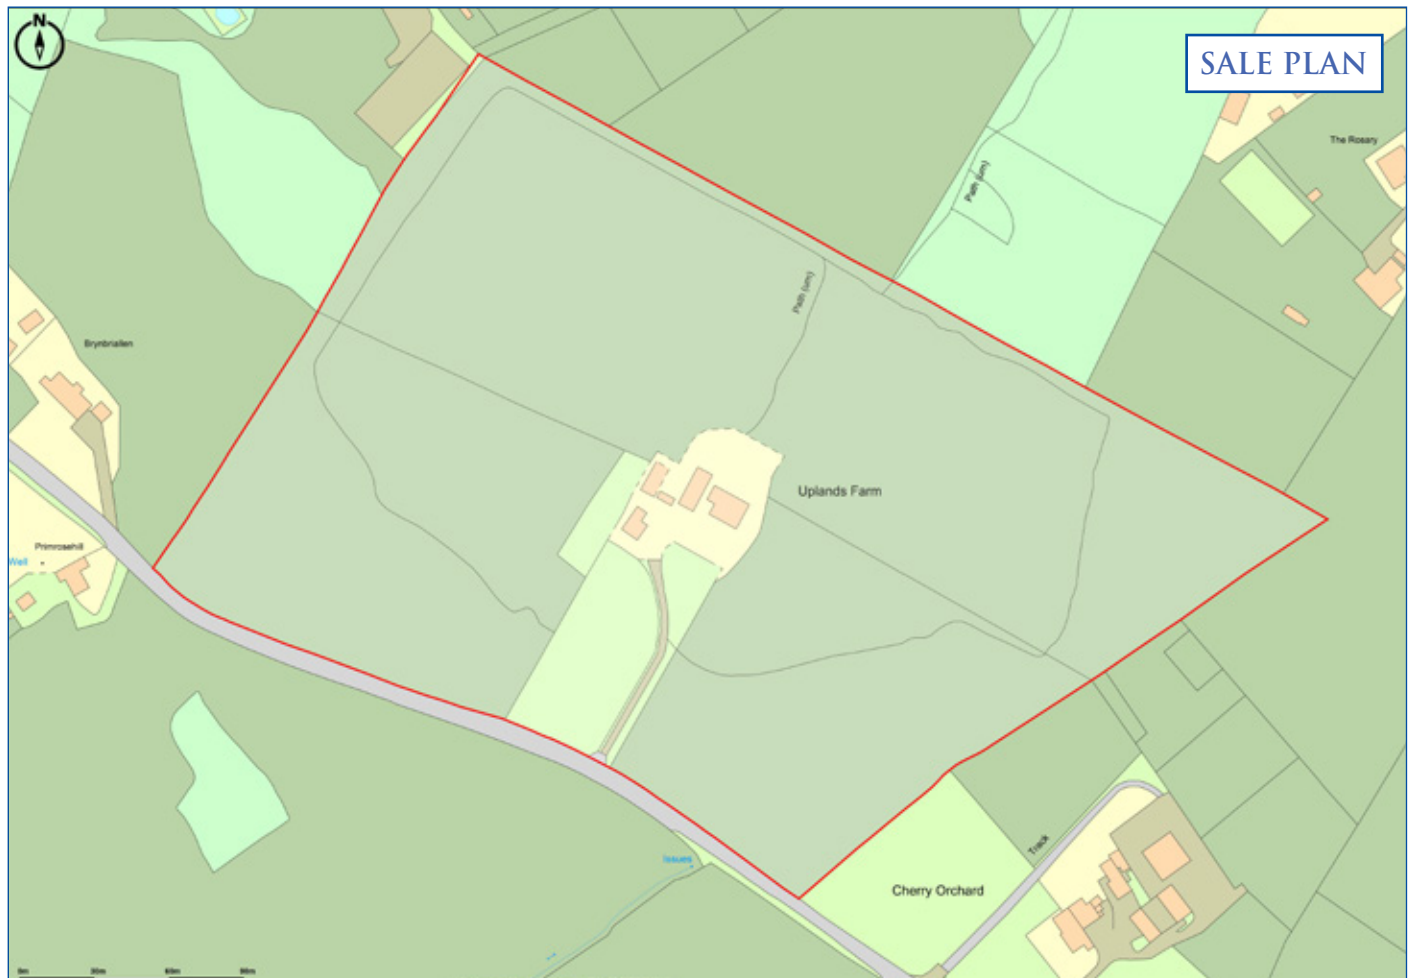 N
SALE PLAN
The Rosary
Path (um)
Path (um)
Brynbriallen
Uplands Farm
Primrosehill
Well
Track
Issues
Cherry Orchard
0m 30m 60m 90m